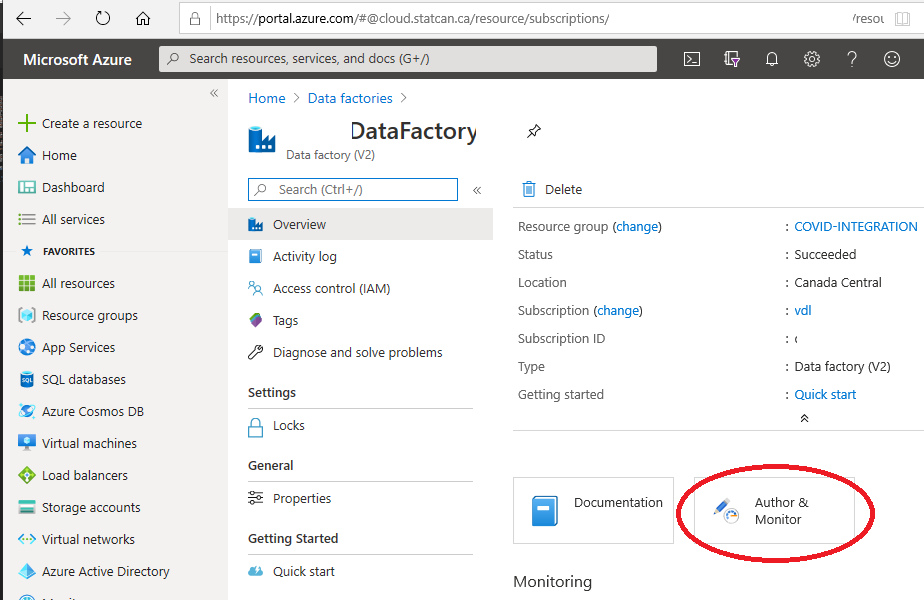 https://portal.azure.com/#@cloud.statcan.ca/resource/subscriptions/ /resou
Microsoft Azure
Search resources, services, and docs (G+/)
Create a resource
Home
Dashboard
All services
FAVORITES
All resources
Resource groups
App Services
SQL databases
Azure Cosmos DB
Virtual machines
Load balancers
Storage accounts
Virtual networks
Azure Active Directory
Home > Data factories >
DataFactory
Data factory (V2)
Search (Ctrl+/)
Overview
Activity log
Access control (IAM)
Tags
Diagnose and solve problems
Settings
Locks
General
Properties
Getting Started
Quick start
Delete
Resource group (change) : COVID-INTEGRATION
Status : Succeeded
Location : Canada Central
Subscription (change) : vdl
Subscription ID :
Type : Data factory (V2)
Getting started : Quick start
Documentation
Author &
Monitor
Monitoring